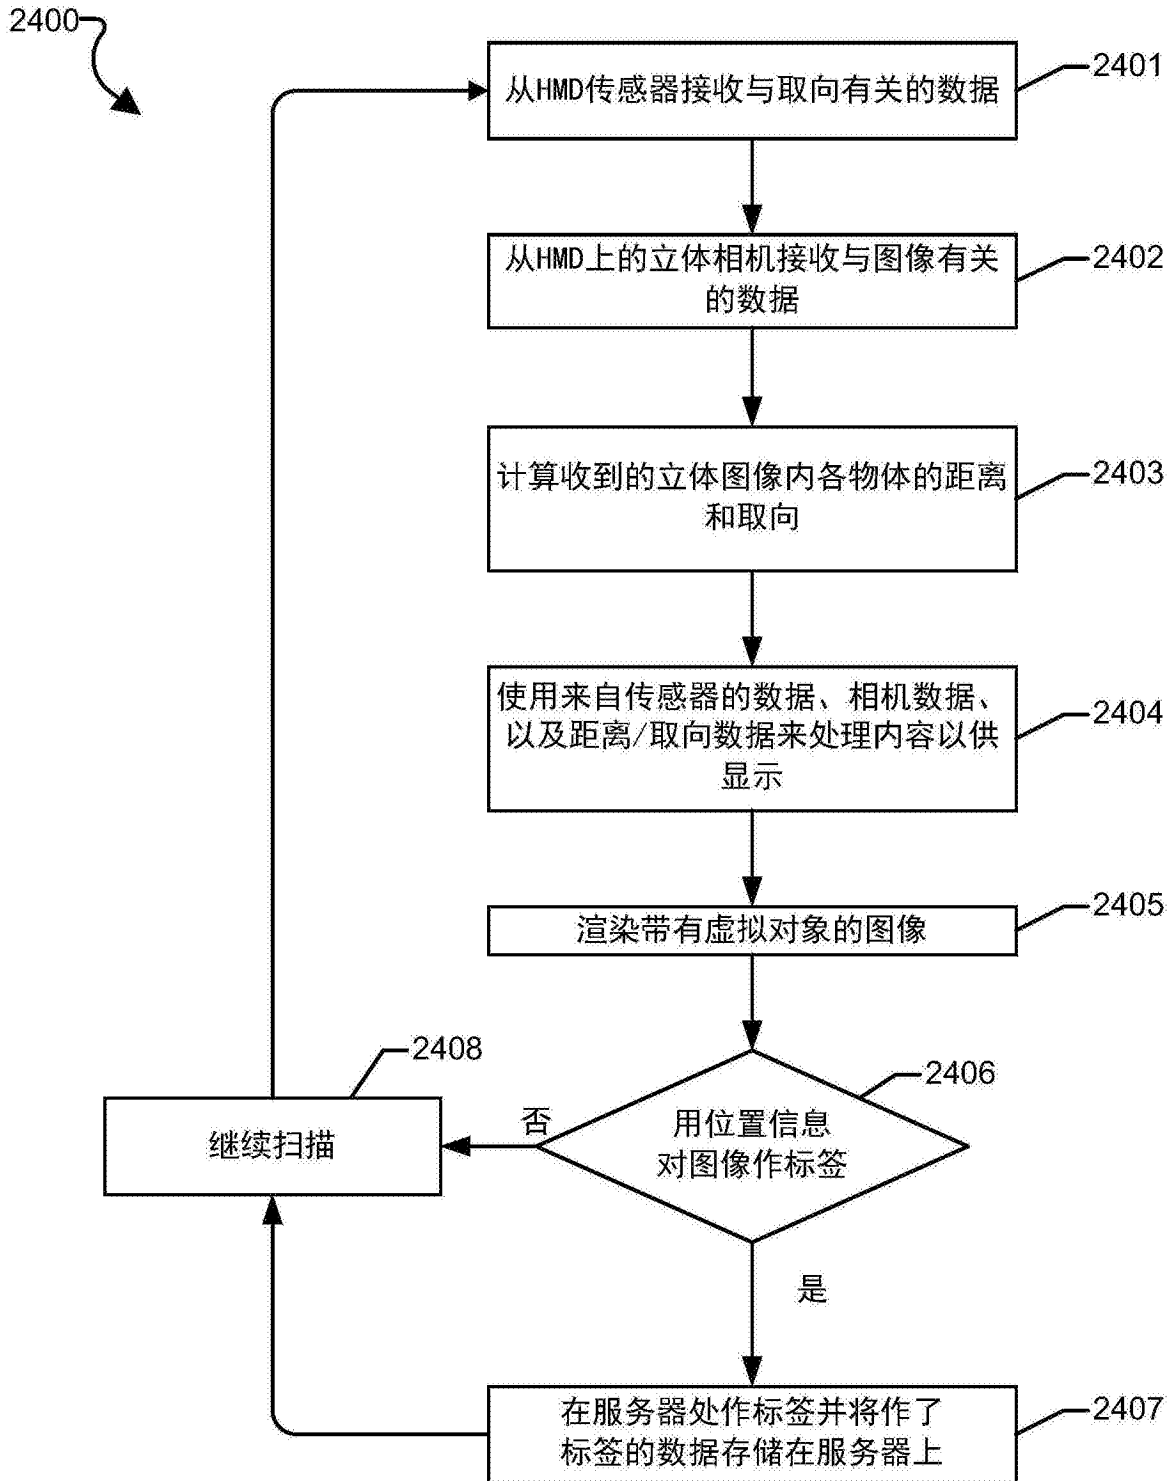 2400
从HMD传感器接收与取向有关的数据
2401
从HMD上的立体相机接收与图像有关
的数据
2402
计算收到的立体图像内各物体的距离
和取向
2403
使用来自传感器的数据、相机数据、
以及距离/取向数据来处理内容以供
显示
2404
渲染带有虚拟对象的图像
2405
用位置信息
对图像作标签
2406
否
继续扫描
2408
是
在服务器处作标签并将作了
标签的数据存储在服务器上
2407